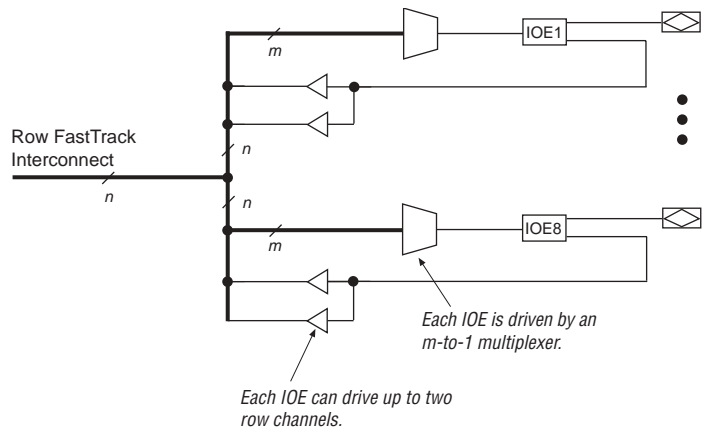 m
IOE1
n
Row FastTrack
Interconnect
n
n
m
IOE8
Each IOE is driven by an
m-to-1 multiplexer.
Each IOE can drive up to two
row channels.